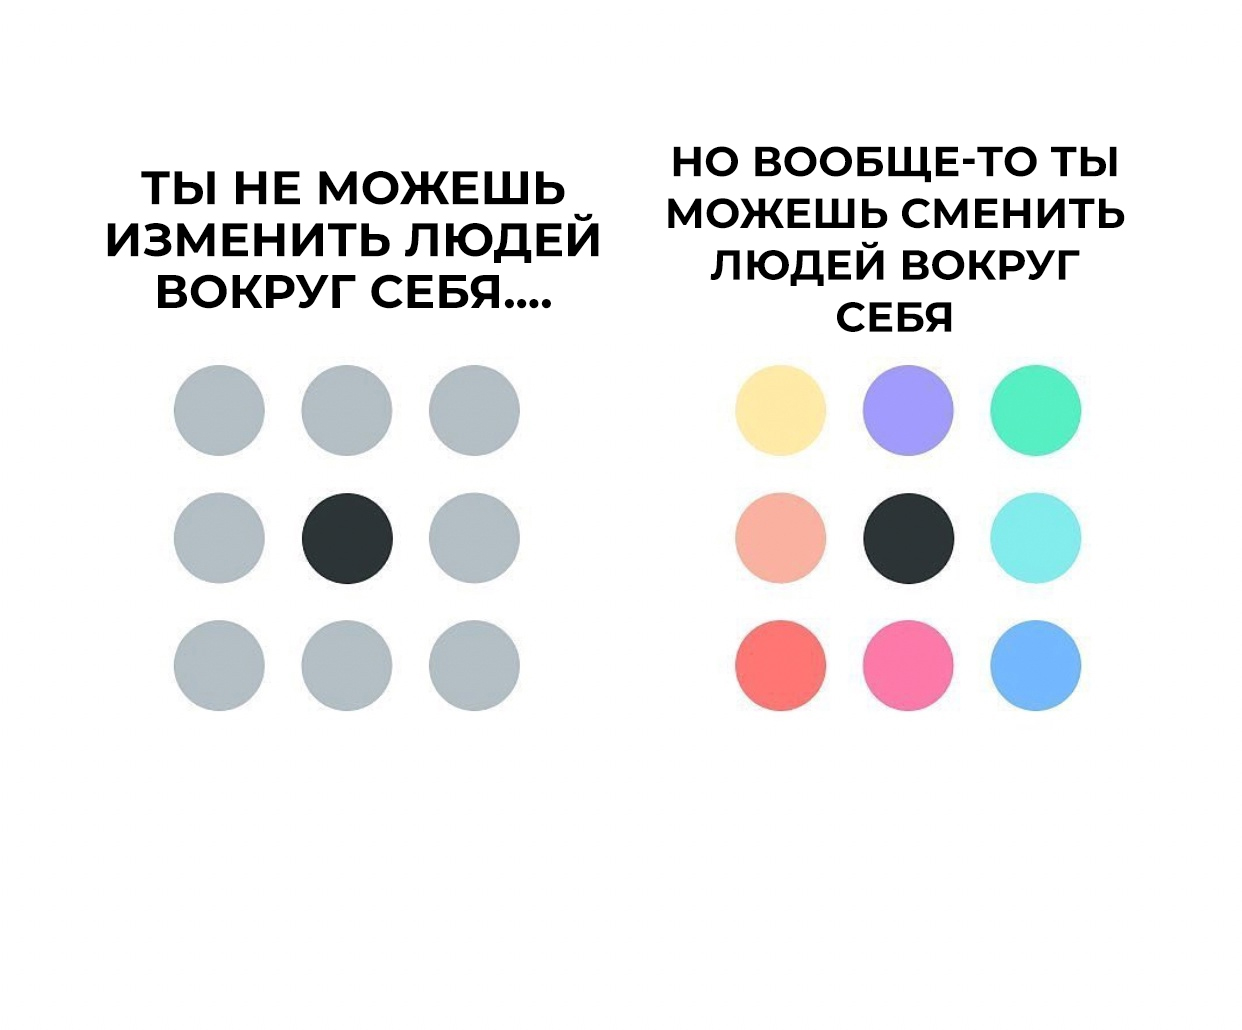 ТЫ НЕ МОЖЕШЬ
ИЗМЕНИТЬ ЛЮДЕЙ
ВОКРУГ СЕБЯ....
НО ВООБЩЕ-ТО ТЫ
МОЖЕШЬ СМЕНИТЬ
ЛЮДЕЙ ВОКРУГ
СЕБЯ